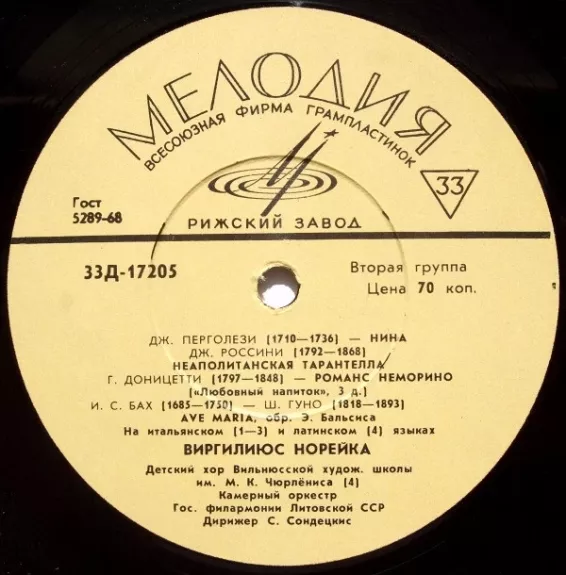 МЕЛОДИЯ
ВСЕСОЮЗНАЯ ФИРМА ГРАМПЛАСТИНОК
33
Гост
5289-68
РИЖСКИЙ ЗАВОД
33Д-17205
Вторая группа
Цена 70 коп.
ДЖ. ПЕРГОЛЕЗИ (1710—1736) — НИНА
ДЖ. РОССИНИ (1792—1868)
НЕАПОЛИТАНСКАЯ ТАРАНТЕЛЛА
Г. ДОНИЦЕТТИ (1797—1848) — РОМАНС НЕМОРИНО
(«Любовный напиток», 3 д.)
И. С. БАХ (1685—1750) — Ш. ГУНО (1818—1893)
AVE MARIA, обр. Э. Бальсиса
На итальянском (1—3) и латинском (4) языках
ВИРГИЛИЮС НОРЕЙКА
Детский хор Вильнюсской худож. школы
им. М. К. Чюрлёниса (4)
Камерный оркестр
Гос. филармонии Литовской ССР
Дирижер С. Сондецкис